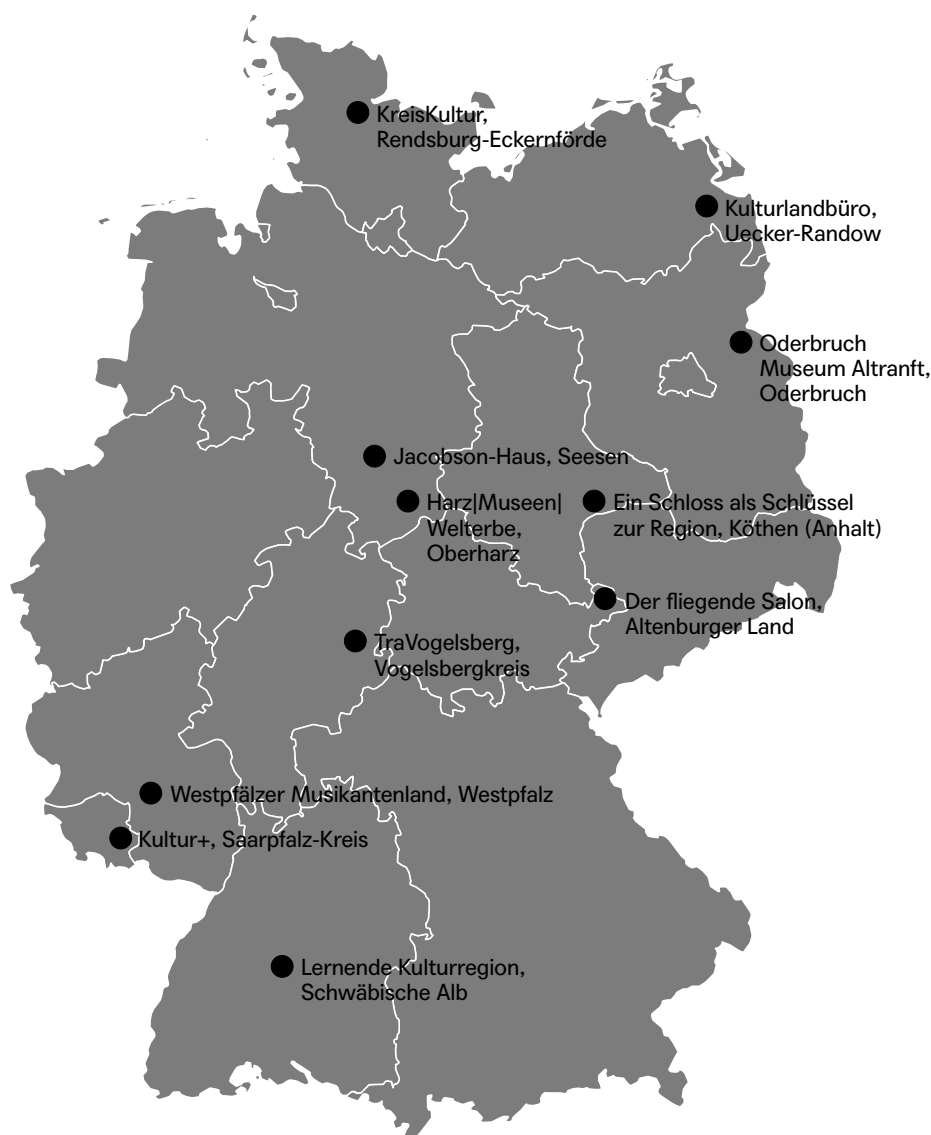 KreisKultur,
Rendsburg-Eckernförde
Kulturlandbüro,
Uecker-Randow
Oderbruch
Museum Altranft,
Oderbruch
Jacobson-Haus, Seesen
Harz|Museen|
Welterbe,
Oberharz
Ein Schloss als Schlüssel
zur Region, Köthen (Anhalt)
Der fliegende Salon,
Altenburger Land
TraVogelsberg,
Vogelsbergkreis
Westpfälzer Musikantenland, Westpfalz
Kultur+, Saarpfalz-Kreis
Lernende Kulturregion,
Schwäbische Alb